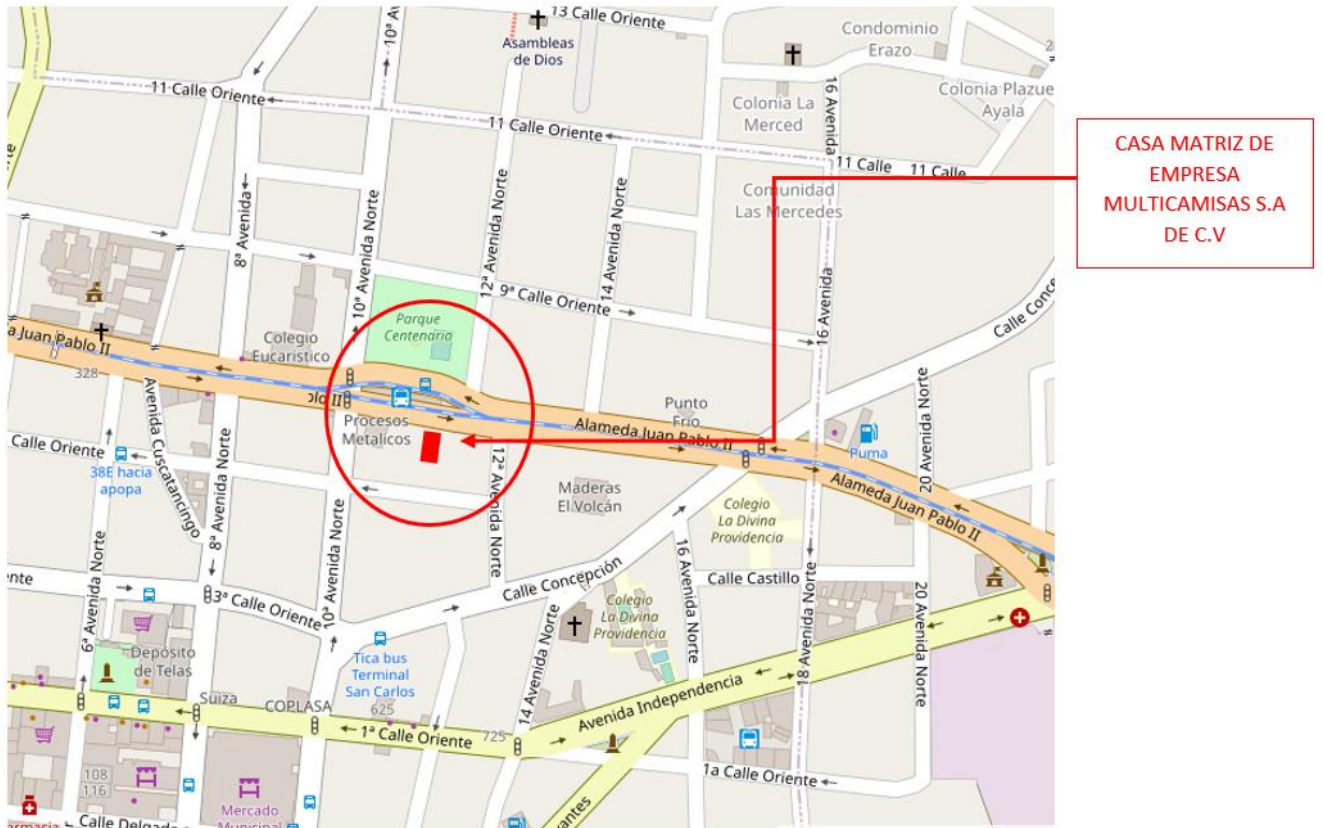 13 Calle Oriente
Asambleas
de Dios
Condominio
Erazo
Colonia Plazue
Ayala
Colonia La
Merced
16 Avenida
11 Calle Oriente
11 Calle Oriente
11 Calle
11 Calle
CASA MATRIZ DE
EMPRESA
MULTICAMISAS S.A
DE C.V
Comunidad
Las Mercedes
8ª Avenida
10ª Avenida Norte
12ª Avenida Norte
14 Avenida Norte
9ª Calle Oriente
16 Avenida
Calle Conce
Parque
Centenario
Colegio
Eucarístico
a Juan Pablo II
328
Avenida Cuscatancingo
Procesos
Metalicos
Punto
Frío
Alameda Juan Pablo II
Puma
20 Avenida Norte
Alameda Juan Pablo II
Calle Oriente
38E hacia
apopa
8ª Avenida Norte
12ª Avenida Norte
Maderas
El Volcán
Colegio
La Divina
Providencia
6ª Avenida Norte
10ª Avenida Norte
3ª Calle Oriente
Calle Concepción
16 Avenida Norte
Calle Castillo
18 Avenida Norte
20 Avenida Norte
Colegio
La Divina
Providencia
14 Avenida Norte
Depósito
de Telas
Tica bus
Terminal
San Carlos
625
Suiza
COPLASA
1ª Calle Oriente
725
Avenida Independencia
1a Calle Oriente
108
116
Mercado
Municipal
Calle Delgado
antes